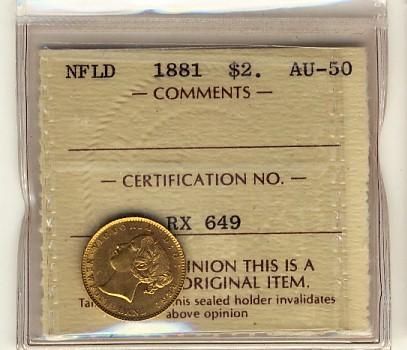 NFLD 1881 $2. AU-50
— COMMENTS —
— CERTIFICATION NO. —
RX 649
INION THIS IS A
ORIGINAL ITEM.
this sealed holder invalidates
above opinion